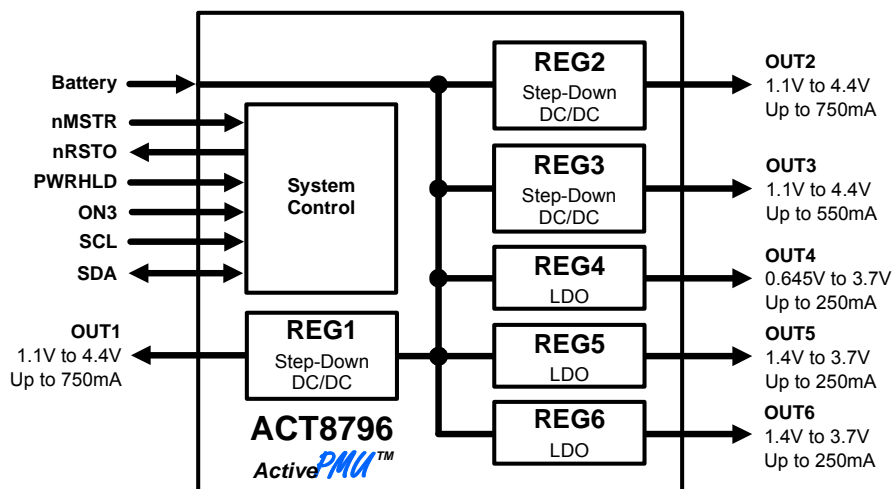 Battery
nMSTR
nRSTO
PWRHLD
ON3
SCL
SDA
OUT1
1.1V to 4.4V
Up to 750mA
System
Control
REG1
Step-Down
DC/DC
ACT8796
ActivePMU™
REG2
Step-Down
DC/DC
REG3
Step-Down
DC/DC
REG4
LDO
REG5
LDO
REG6
LDO
OUT2
1.1V to 4.4V
Up to 750mA
OUT3
1.1V to 4.4V
Up to 550mA
OUT4
0.645V to 3.7V
Up to 250mA
OUT5
1.4V to 3.7V
Up to 250mA
OUT6
1.4V to 3.7V
Up to 250mA